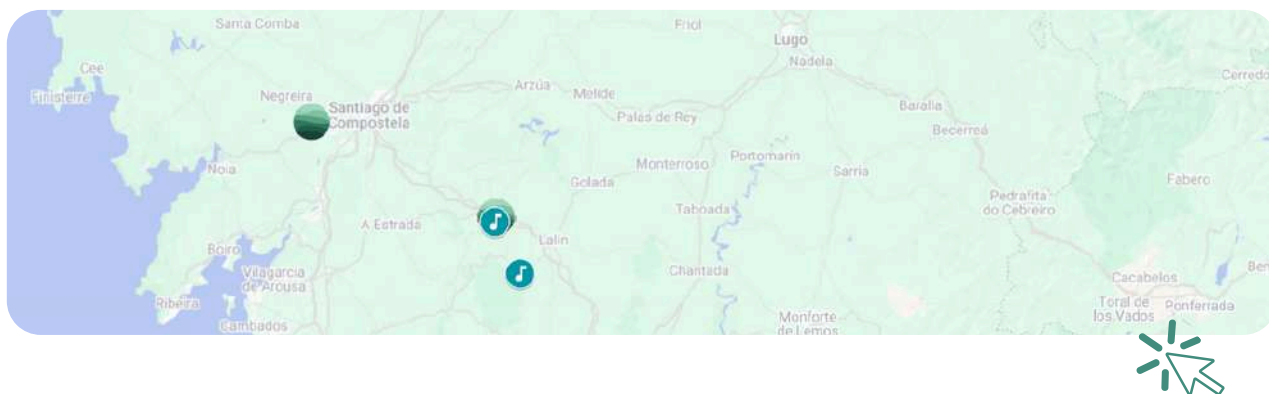 Santa Comba
Friol
Lugo
Nadela
Cee
Finisterre
Negreira
Arzúa
Melide
Cerredo
Santiago de
Compostela
Palas de Rey
Baralla
Becerreá
Noia
Golada
Monterroso
Portomarín
Sarria
Fabero
Pedrafita
do Cebreiro
A Estrada
Taboada
Lalín
Boiro
Vilagarcía
de Arousa
Chantada
Cacabelos
Ribeira
Cambados
Monforte
de Lemos
Toral de
los Vados
Ponferrada